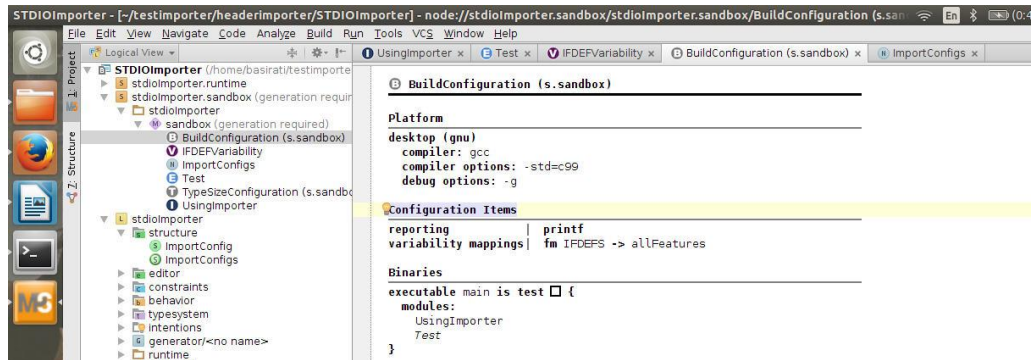 STDIOImporter - [~/testimporter/headerimporter/STDIOImporter] - node://stdioImporter.sandbox/stdioImporter.sandbox/BuildConfiguration (s.san En (0:4
File Edit View Navigate Code Analyze Build Run Tools VCS Window Help
1: Project
Logical View
UsingImporter × Test × IFDEFVariability × BuildConfiguration (s.sandbox) × ImportConfigs ×
STDIOImporter (/home/basirati/testimporte
stdioImporter.runtime
stdioImporter.sandbox (generation requir
stdioImporter
sandbox (generation required)
BuildConfiguration (s.sandbox)
IFDEFVariability
ImportConfigs
Test
TypeSizeConfiguration (s.sandbo
UsingImporter
stdioImporter
structure
ImportConfig
ImportConfigs
editor
constraints
behavior
typesystem
intentions
generator/<no name>
runtime
7: Structure
BuildConfiguration (s.sandbox)
Platform
desktop (gnu)
compiler: gcc
compiler options: -std=c99
debug options: -g
Configuration Items
reporting | printf
variability mappings| fm IFDEFS -> allFeatures
Binaries
executable main is test {
modules:
UsingImporter
Test
}